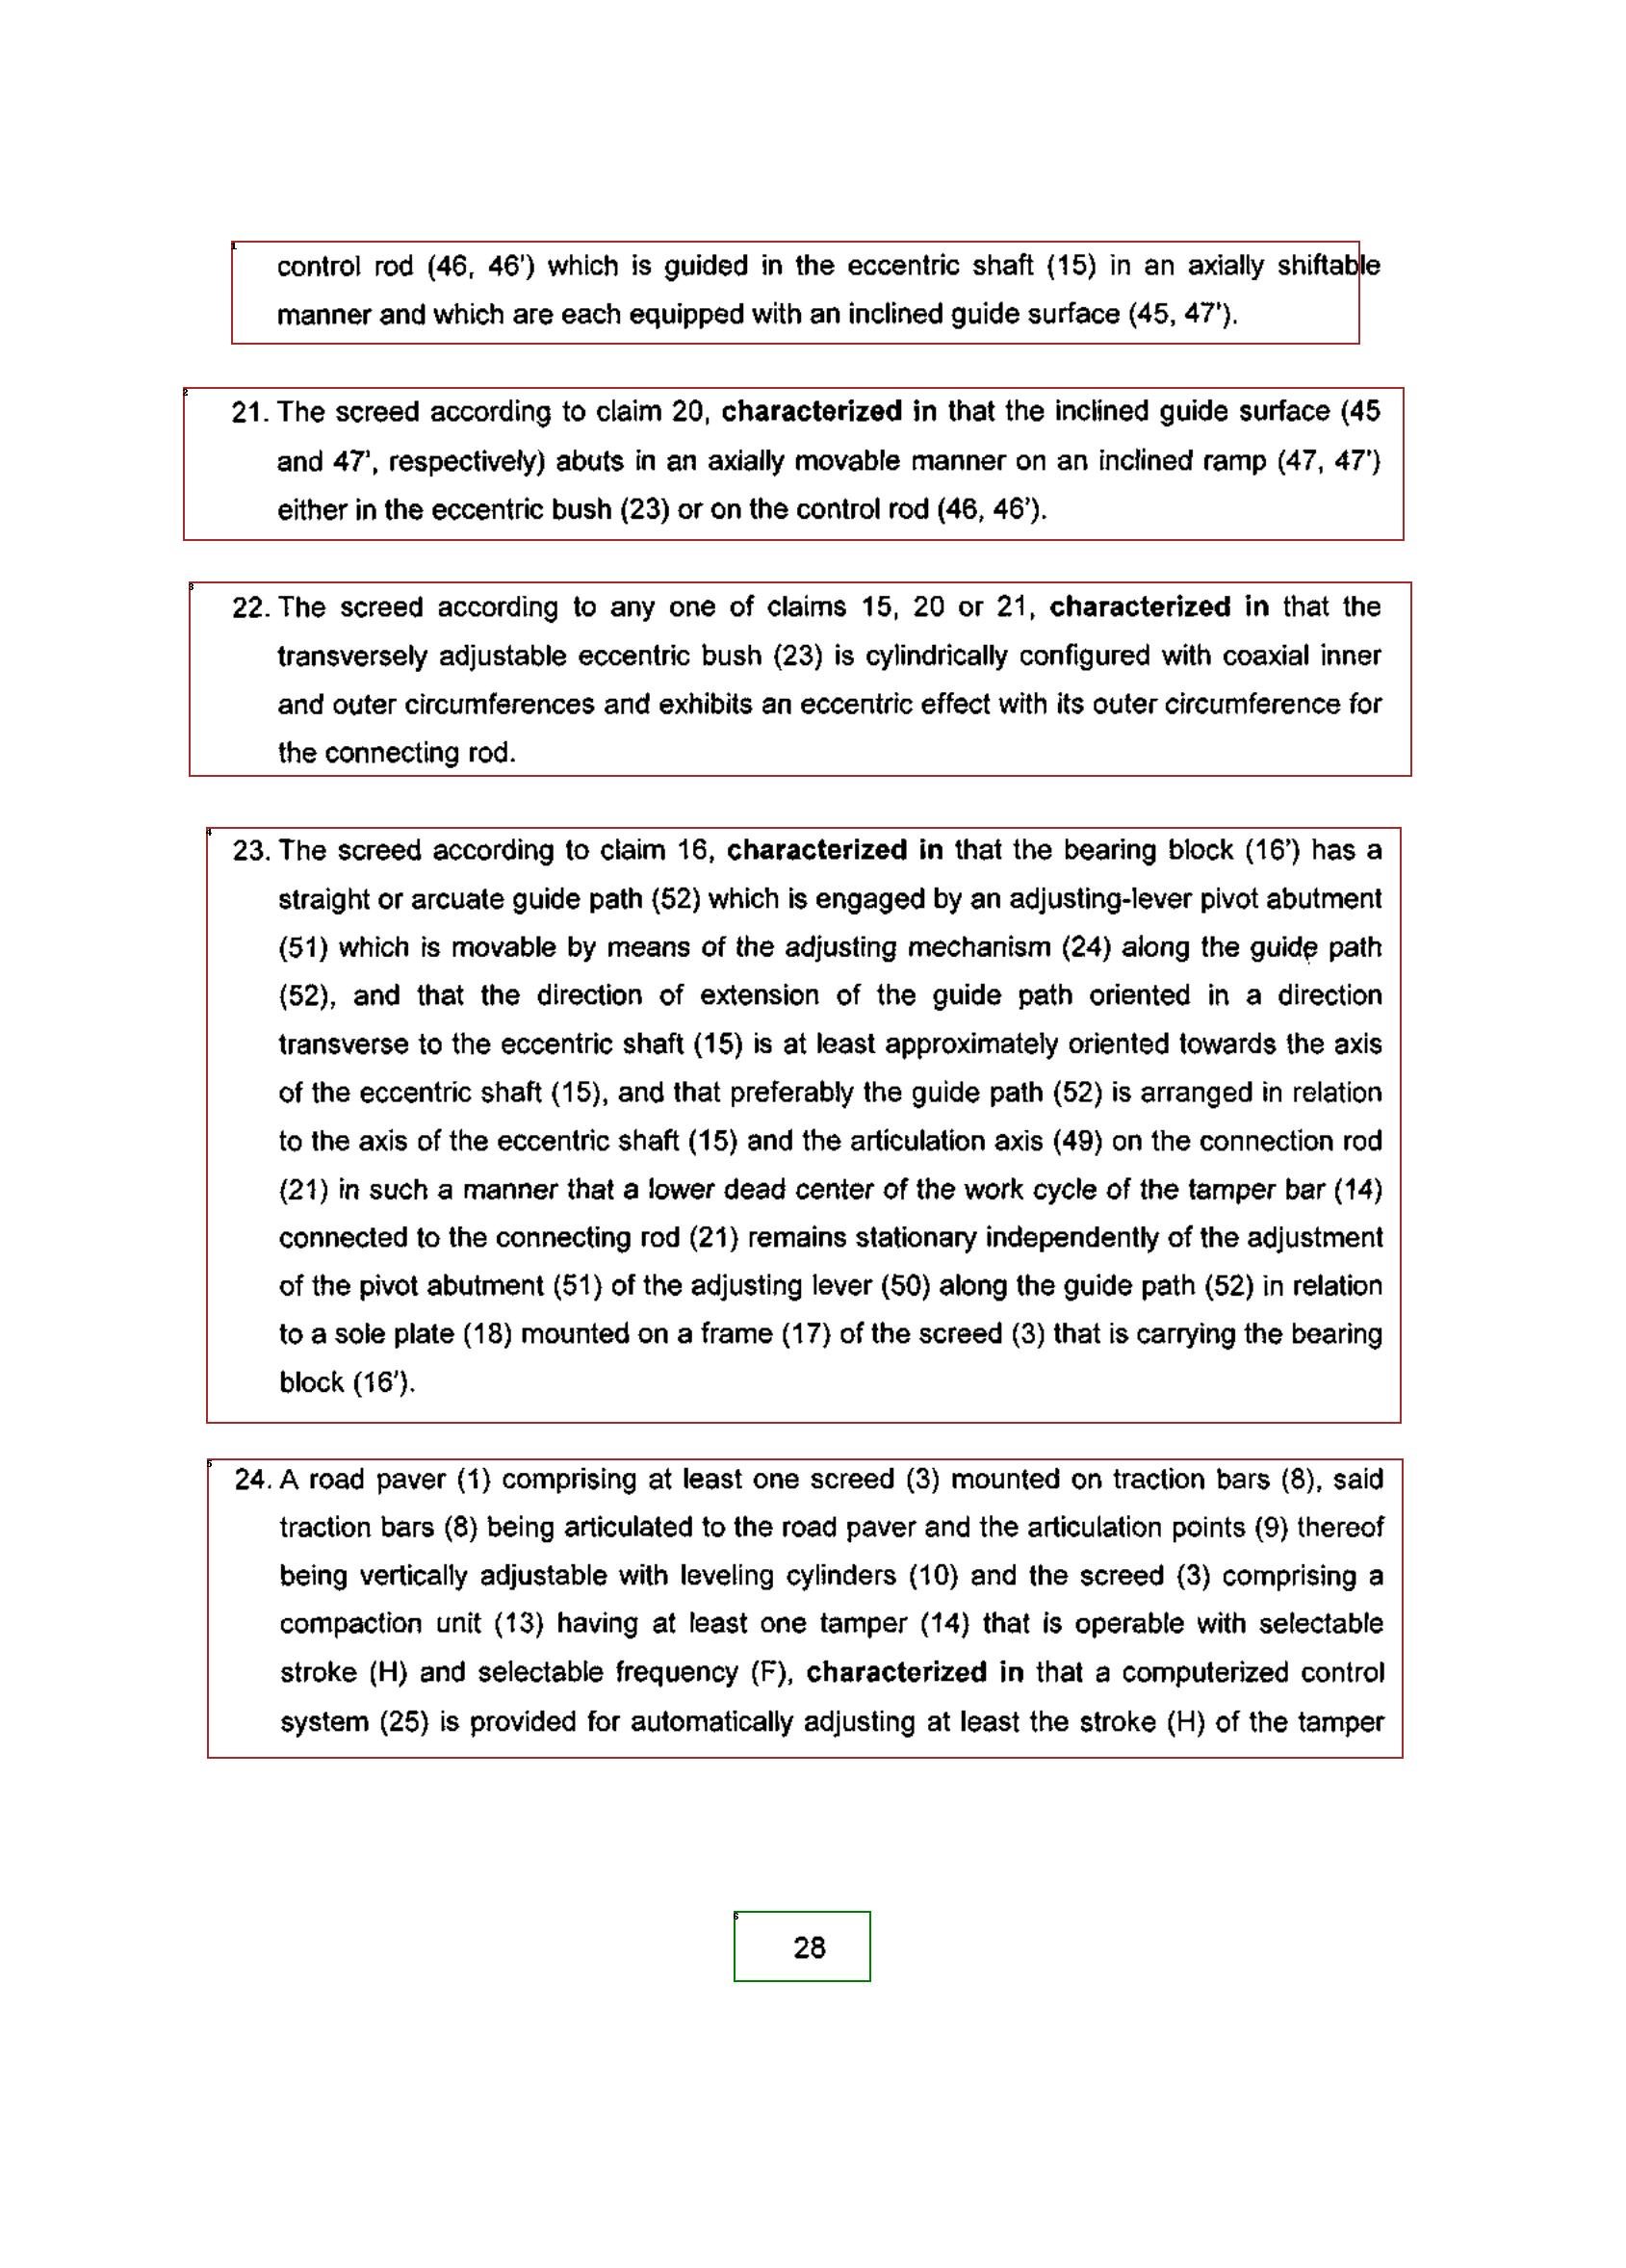 control rod (46, 46') which is guided in the eccentric shaft (15) in an axially shiftable
manner and which are each equipped with an inclined guide surface (45, 47').
21. The screed according to claim 20, characterized in that the inclined guide surface (45
and 47', respectively) abuts in an axially movable manner on an inclined ramp (47, 47')
either in the eccentric bush (23) or on the control rod (46, 46').
22. The screed according to any one of claims 15, 20 or 21, characterized in that the
transversely adjustable eccentric bush (23) is cylindrically configured with coaxial inner
and outer circumferences and exhibits an eccentric effect with its outer circumference for
the connecting rod.
23. The screed according to claim 16, characterized in that the bearing block (16') has a
straight or arcuate guide path (52) which is engaged by an adjusting-lever pivot abutment
(51) which is movable by means of the adjusting mechanism (24) along the guide path
(52), and that the direction of extension of the guide path oriented in a direction
transverse to the eccentric shaft (15) is at least approximately oriented towards the axis
of the eccentric shaft (15), and that preferably the guide path (52) is arranged in relation
to the axis of the eccentric shaft (15) and the articulation axis (49) on the connection rod
(21) in such a manner that a lower dead center of the work cycle of the tamper bar (14)
connected to the connecting rod (21) remains stationary independently of the adjustment
of the pivot abutment (51) of the adjusting lever (50) along the guide path (52) in relation
to a sole plate (18) mounted on a frame (17) of the screed (3) that is carrying the bearing
block (16').
24. A road paver (1) comprising at least one screed (3) mounted on traction bars (8), said
traction bars (8) being articulated to the road paver and the articulation points (9) thereof
being vertically adjustable with leveling cylinders (10) and the screed (3) comprising a
compaction unit (13) having at least one tamper (14) that is operable with selectable
stroke (H) and selectable frequency (F), characterized in that a computerized control
system (25) is provided for automatically adjusting at least the stroke (H) of the tamper
28